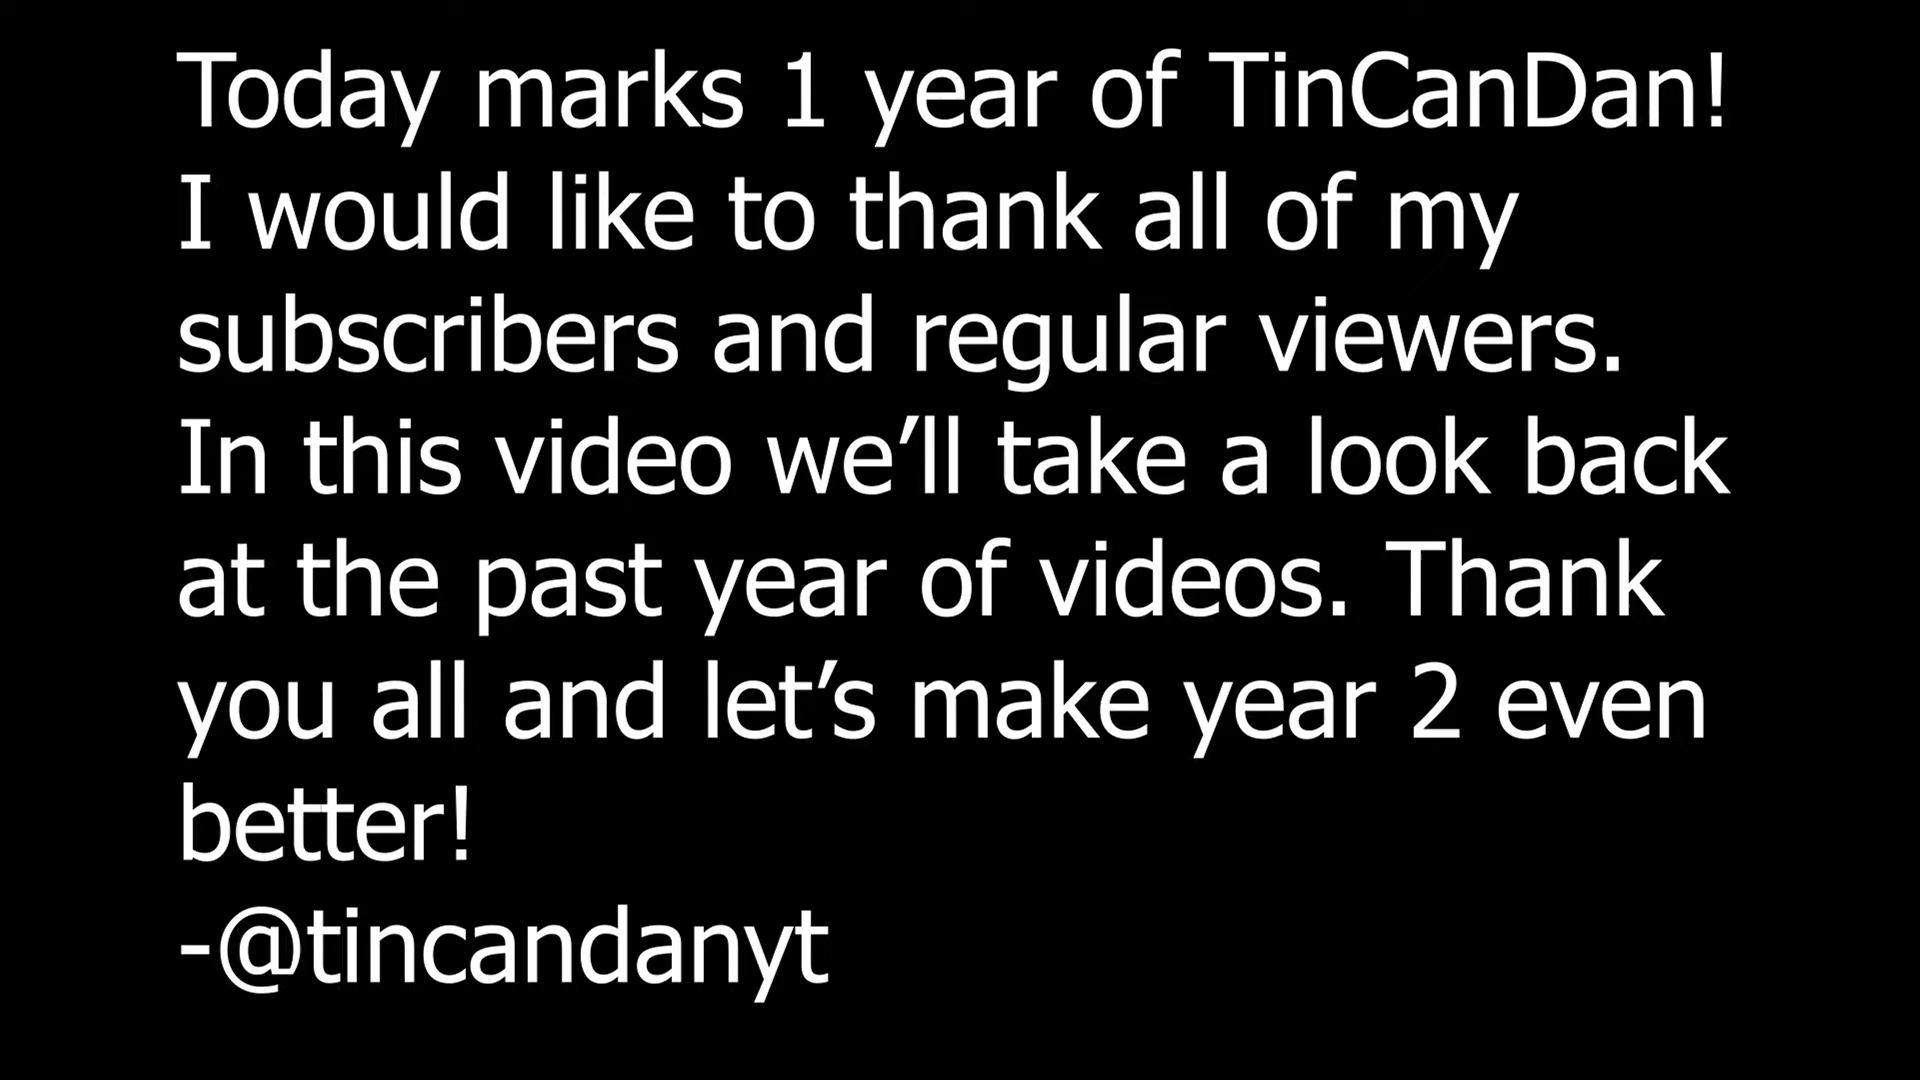 Today marks 1 year of TinCanDan!
I would like to thank all of my
subscribers and regular viewers.
In this video we’ll take a look back
at the past year of videos. Thank
you all and let’s make year 2 even
better!
-@tincandanyt